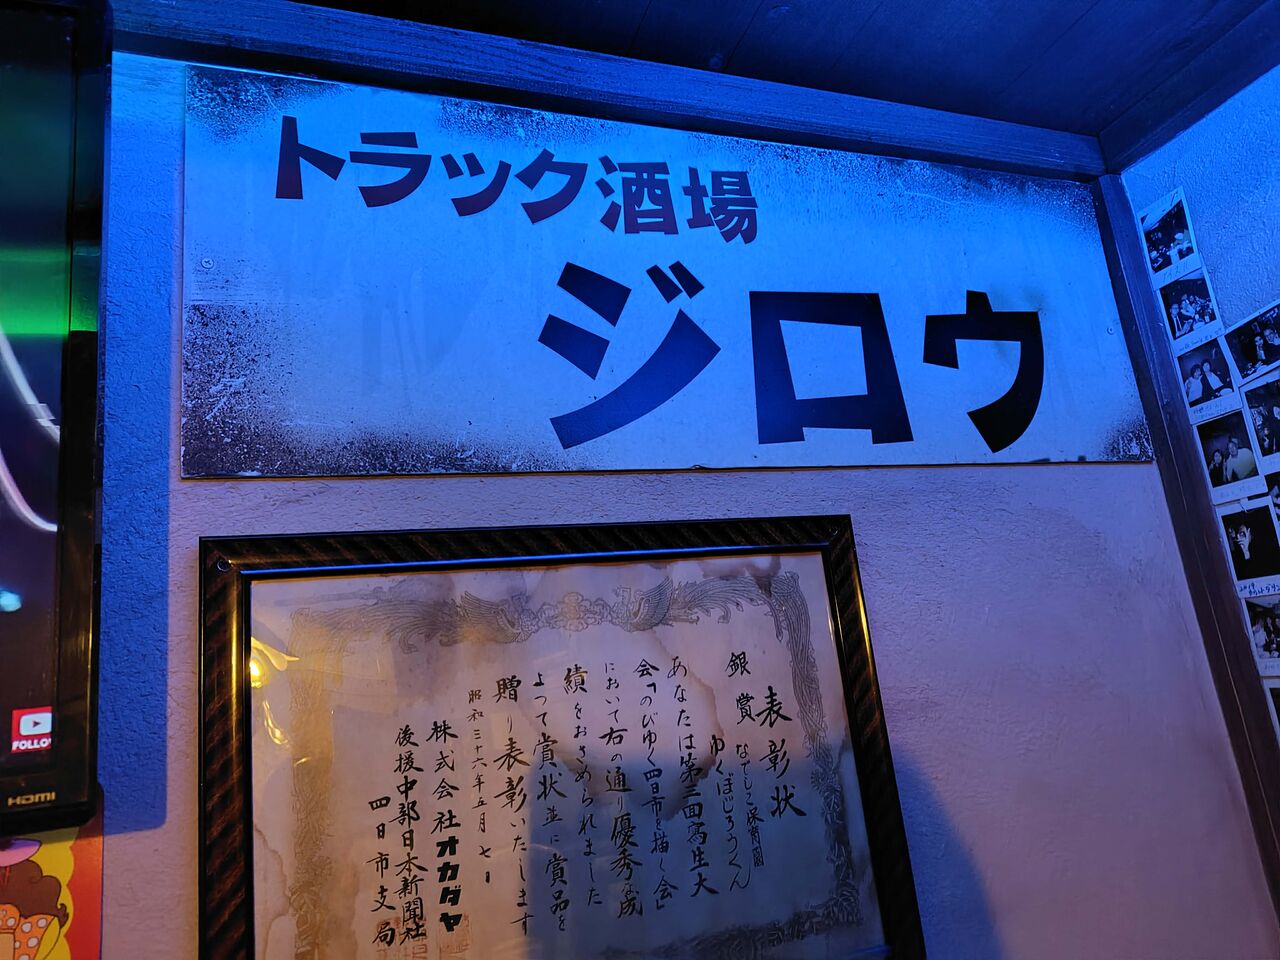 トラック酒場
ジロウ
表彰状
銀賞 なでしこ保育園
ゆくぼじろうくん
あなたは第三回寫生大
会「のびゆく四日市を描く会」
において右の通り優秀な成
績をおさめられました
よつて賞状並に賞品を
贈り表彰いたします
昭和三十六年五月七日
株式会社オカダヤ
後援中部日本新聞社
四日市支局
HDMI